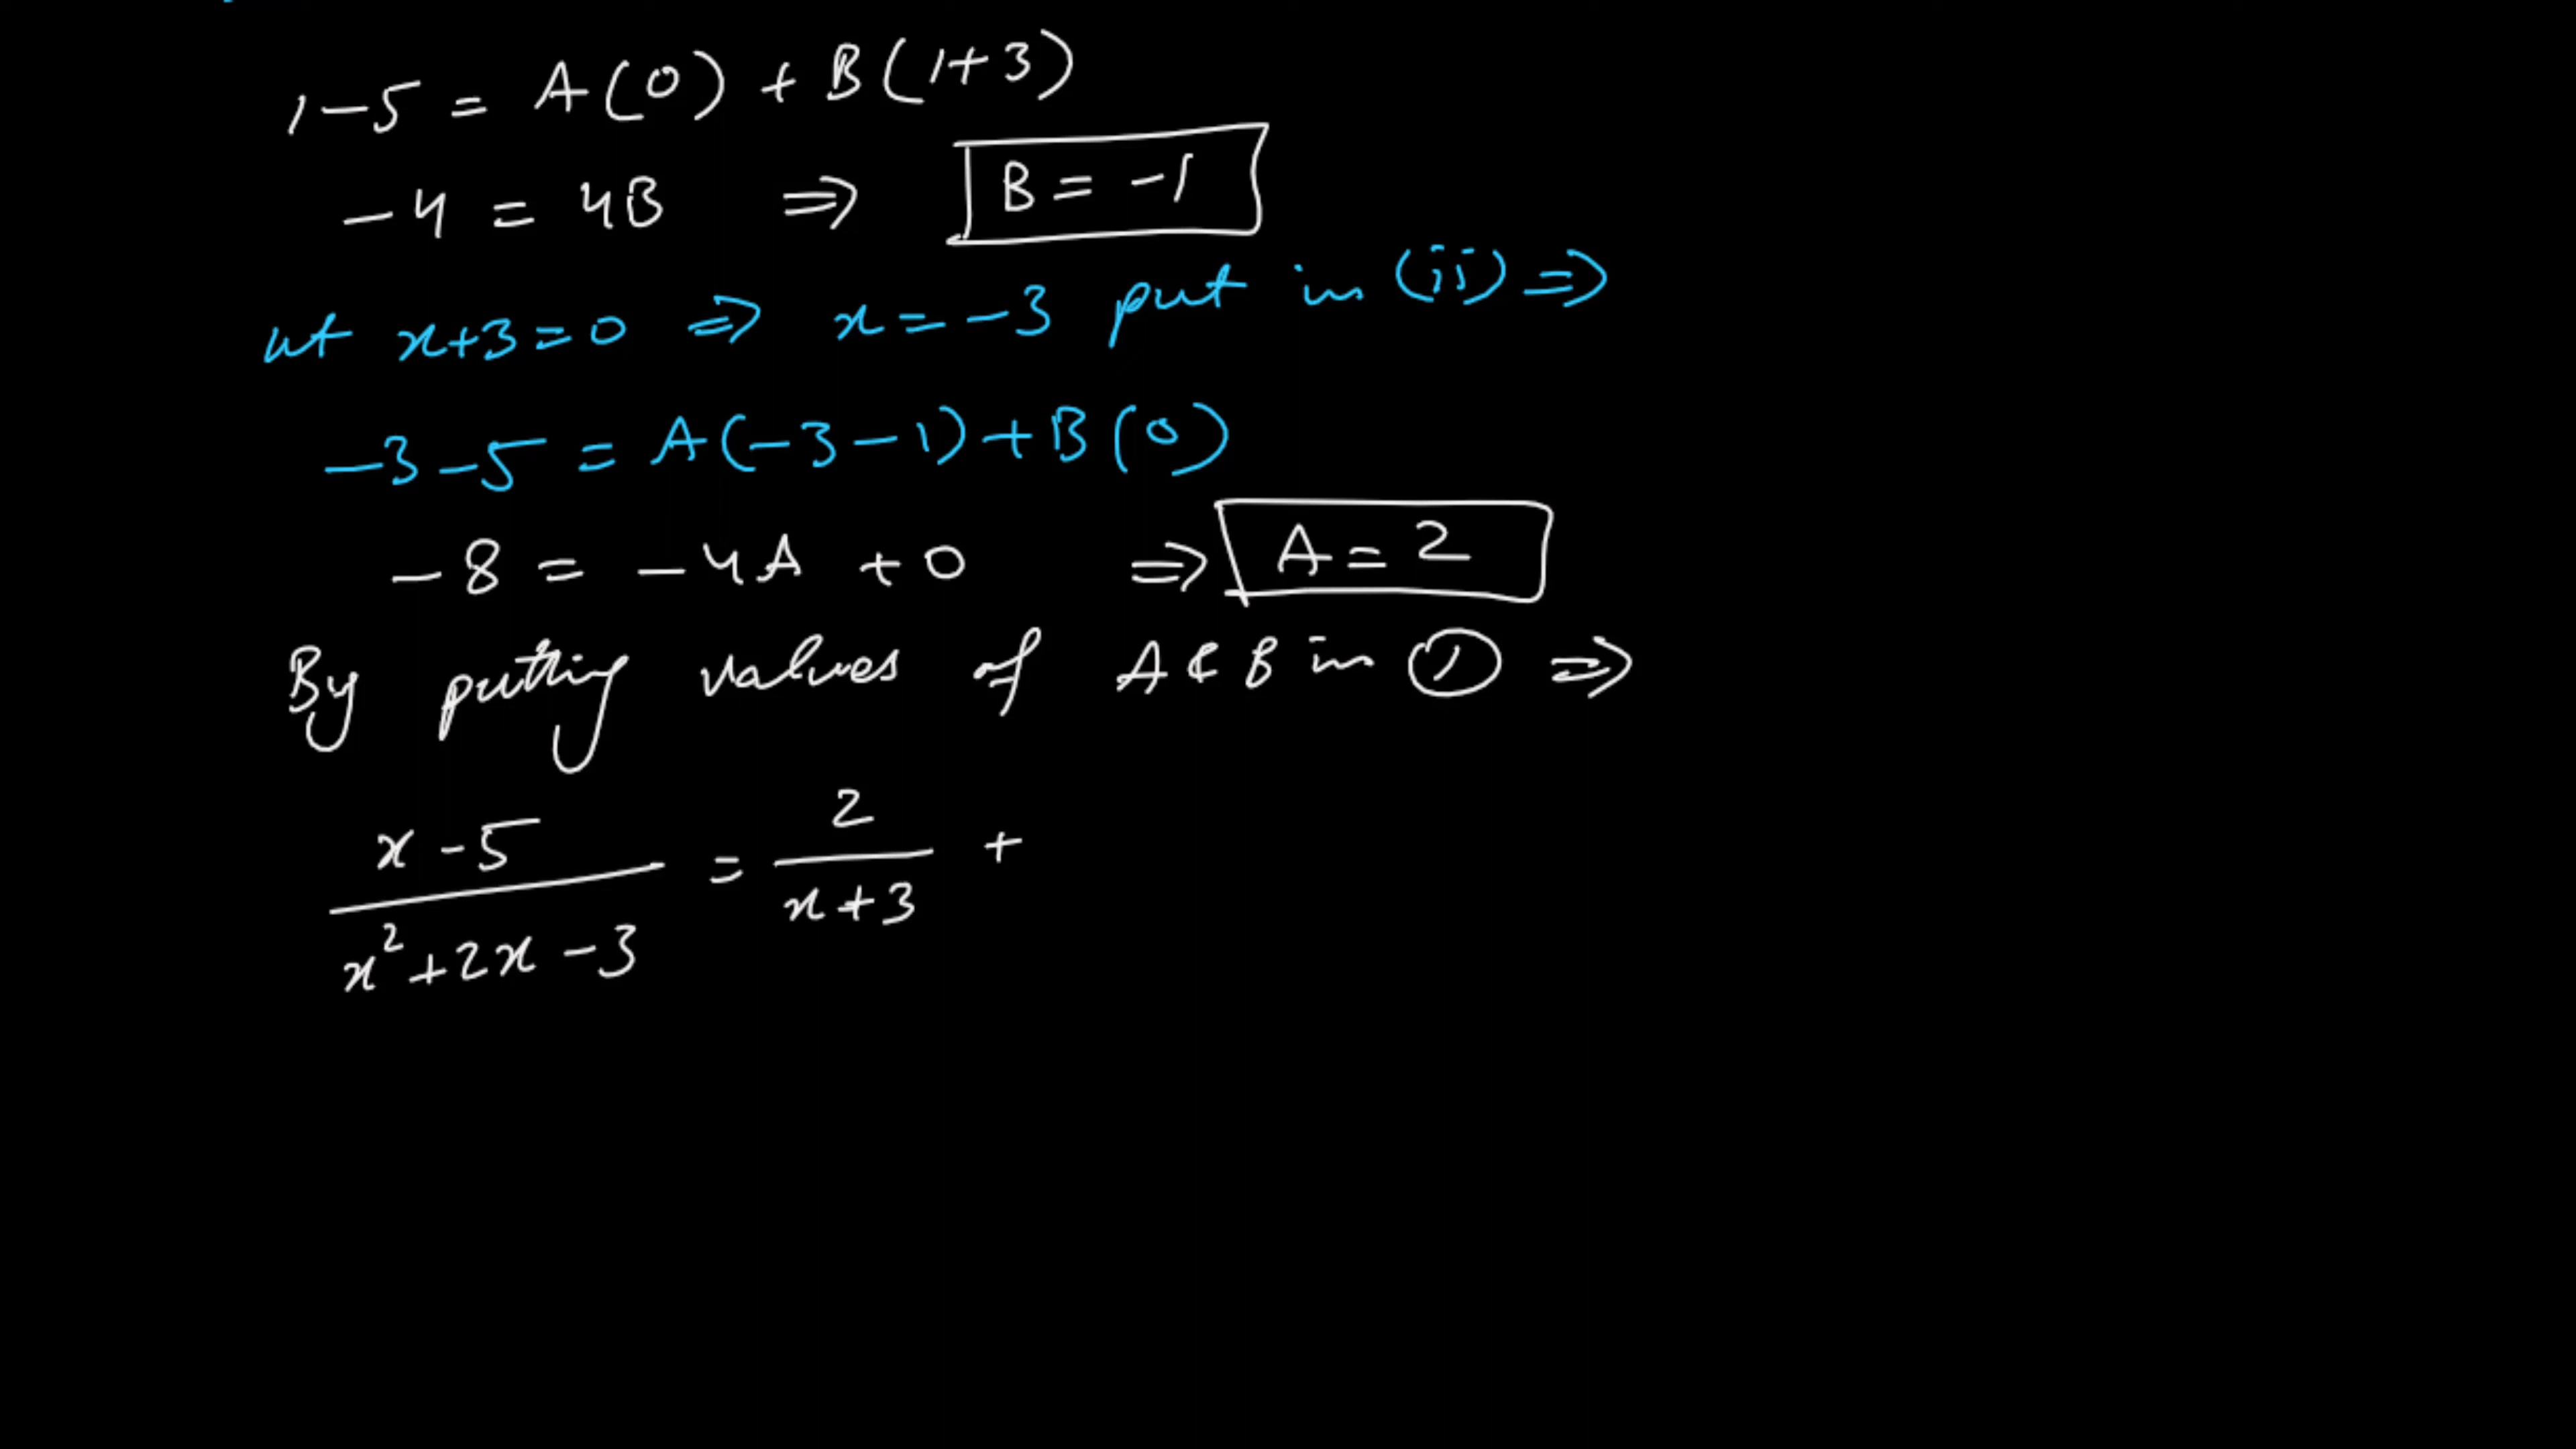 1-5 = A(0) + B(1+3)
-4 = 4B ⇒ B = -1
ut x+3=0 ⇒ x=-3 put in (ii) ⇒
-3-5 = A(-3-1)+B(0)
-8 = -4A +0 ⇒ A = 2
By putting values of A & B in ① ⇒
x-5 / x²+2x-3 = 2 / x+3 +